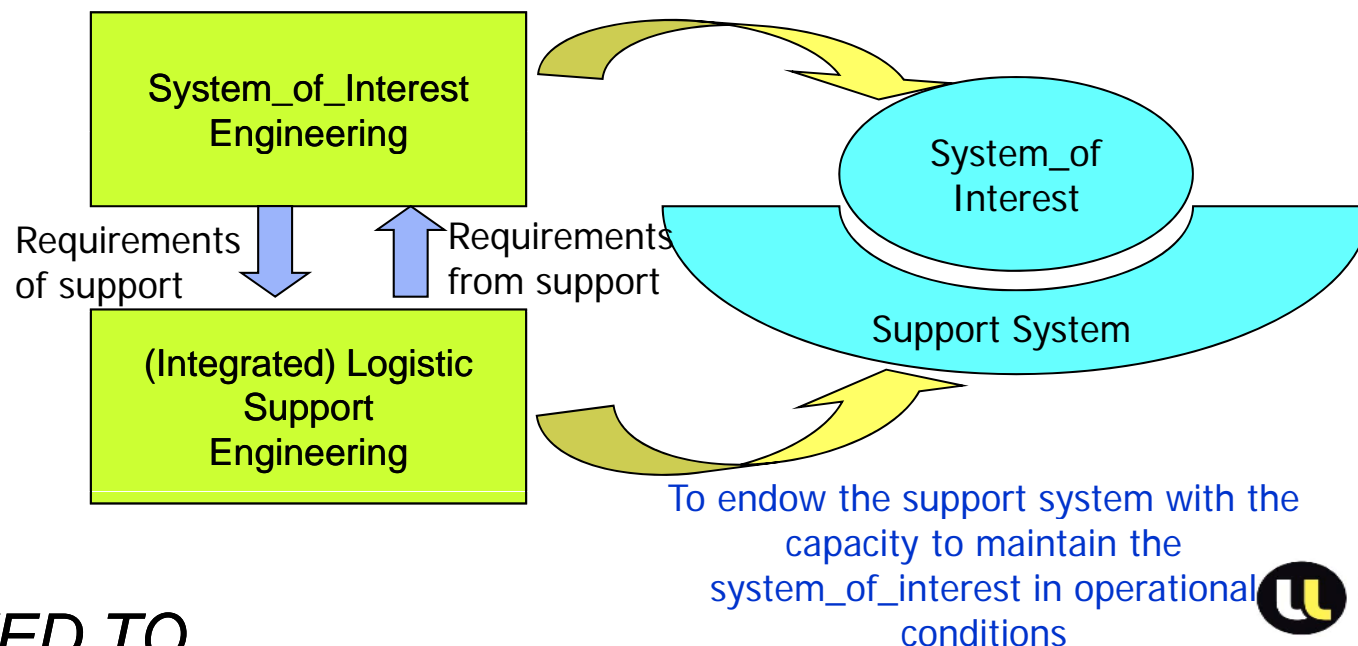 System_of_Interest
Engineering
System_of
Interest
Requirements
of support
Requirements
from support
Support System
(Integrated) Logistic
Support
Engineering
To endow the support system with the
capacity to maintain the
system_of_interest in operational
conditions
TO